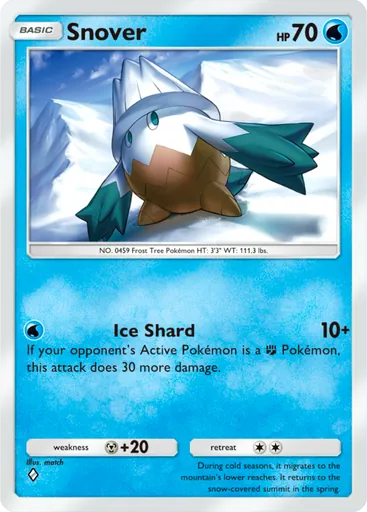 BASIC Snover HP 70
NO. 0459 Frost Tree Pokémon HT: 3'3" WT: 111.3 lbs.
Ice Shard 10+
If your opponent's Active Pokémon is a Pokémon,
this attack does 30 more damage.
weakness +20 retreat
Illus. match
During cold seasons, it migrates to the
mountain's lower reaches. It returns to the
snow-covered summit in the spring.